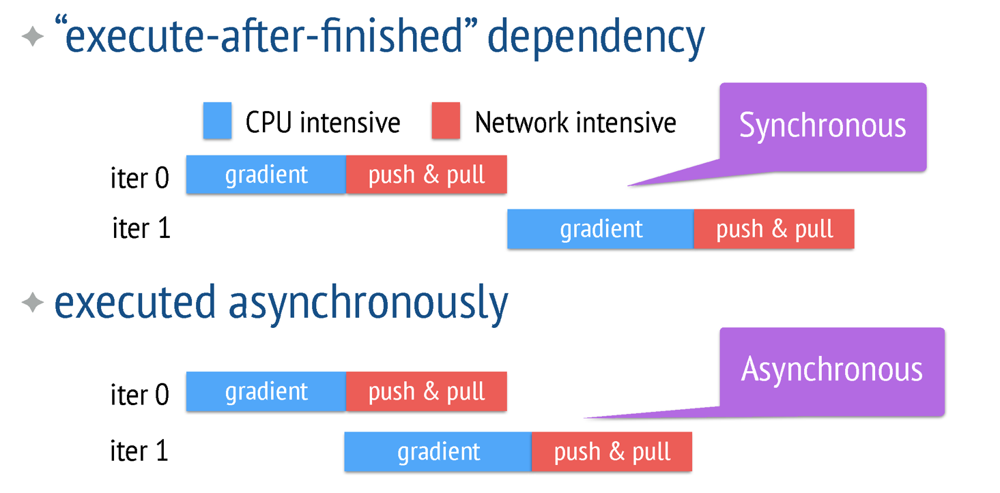 “execute-after-finished” dependency
CPU intensive
Network intensive
Synchronous
iter 0
gradient
push & pull
iter 1
gradient
push & pull
executed asynchronously
Asynchronous
iter 0
gradient
push & pull
iter 1
gradient
push & pull